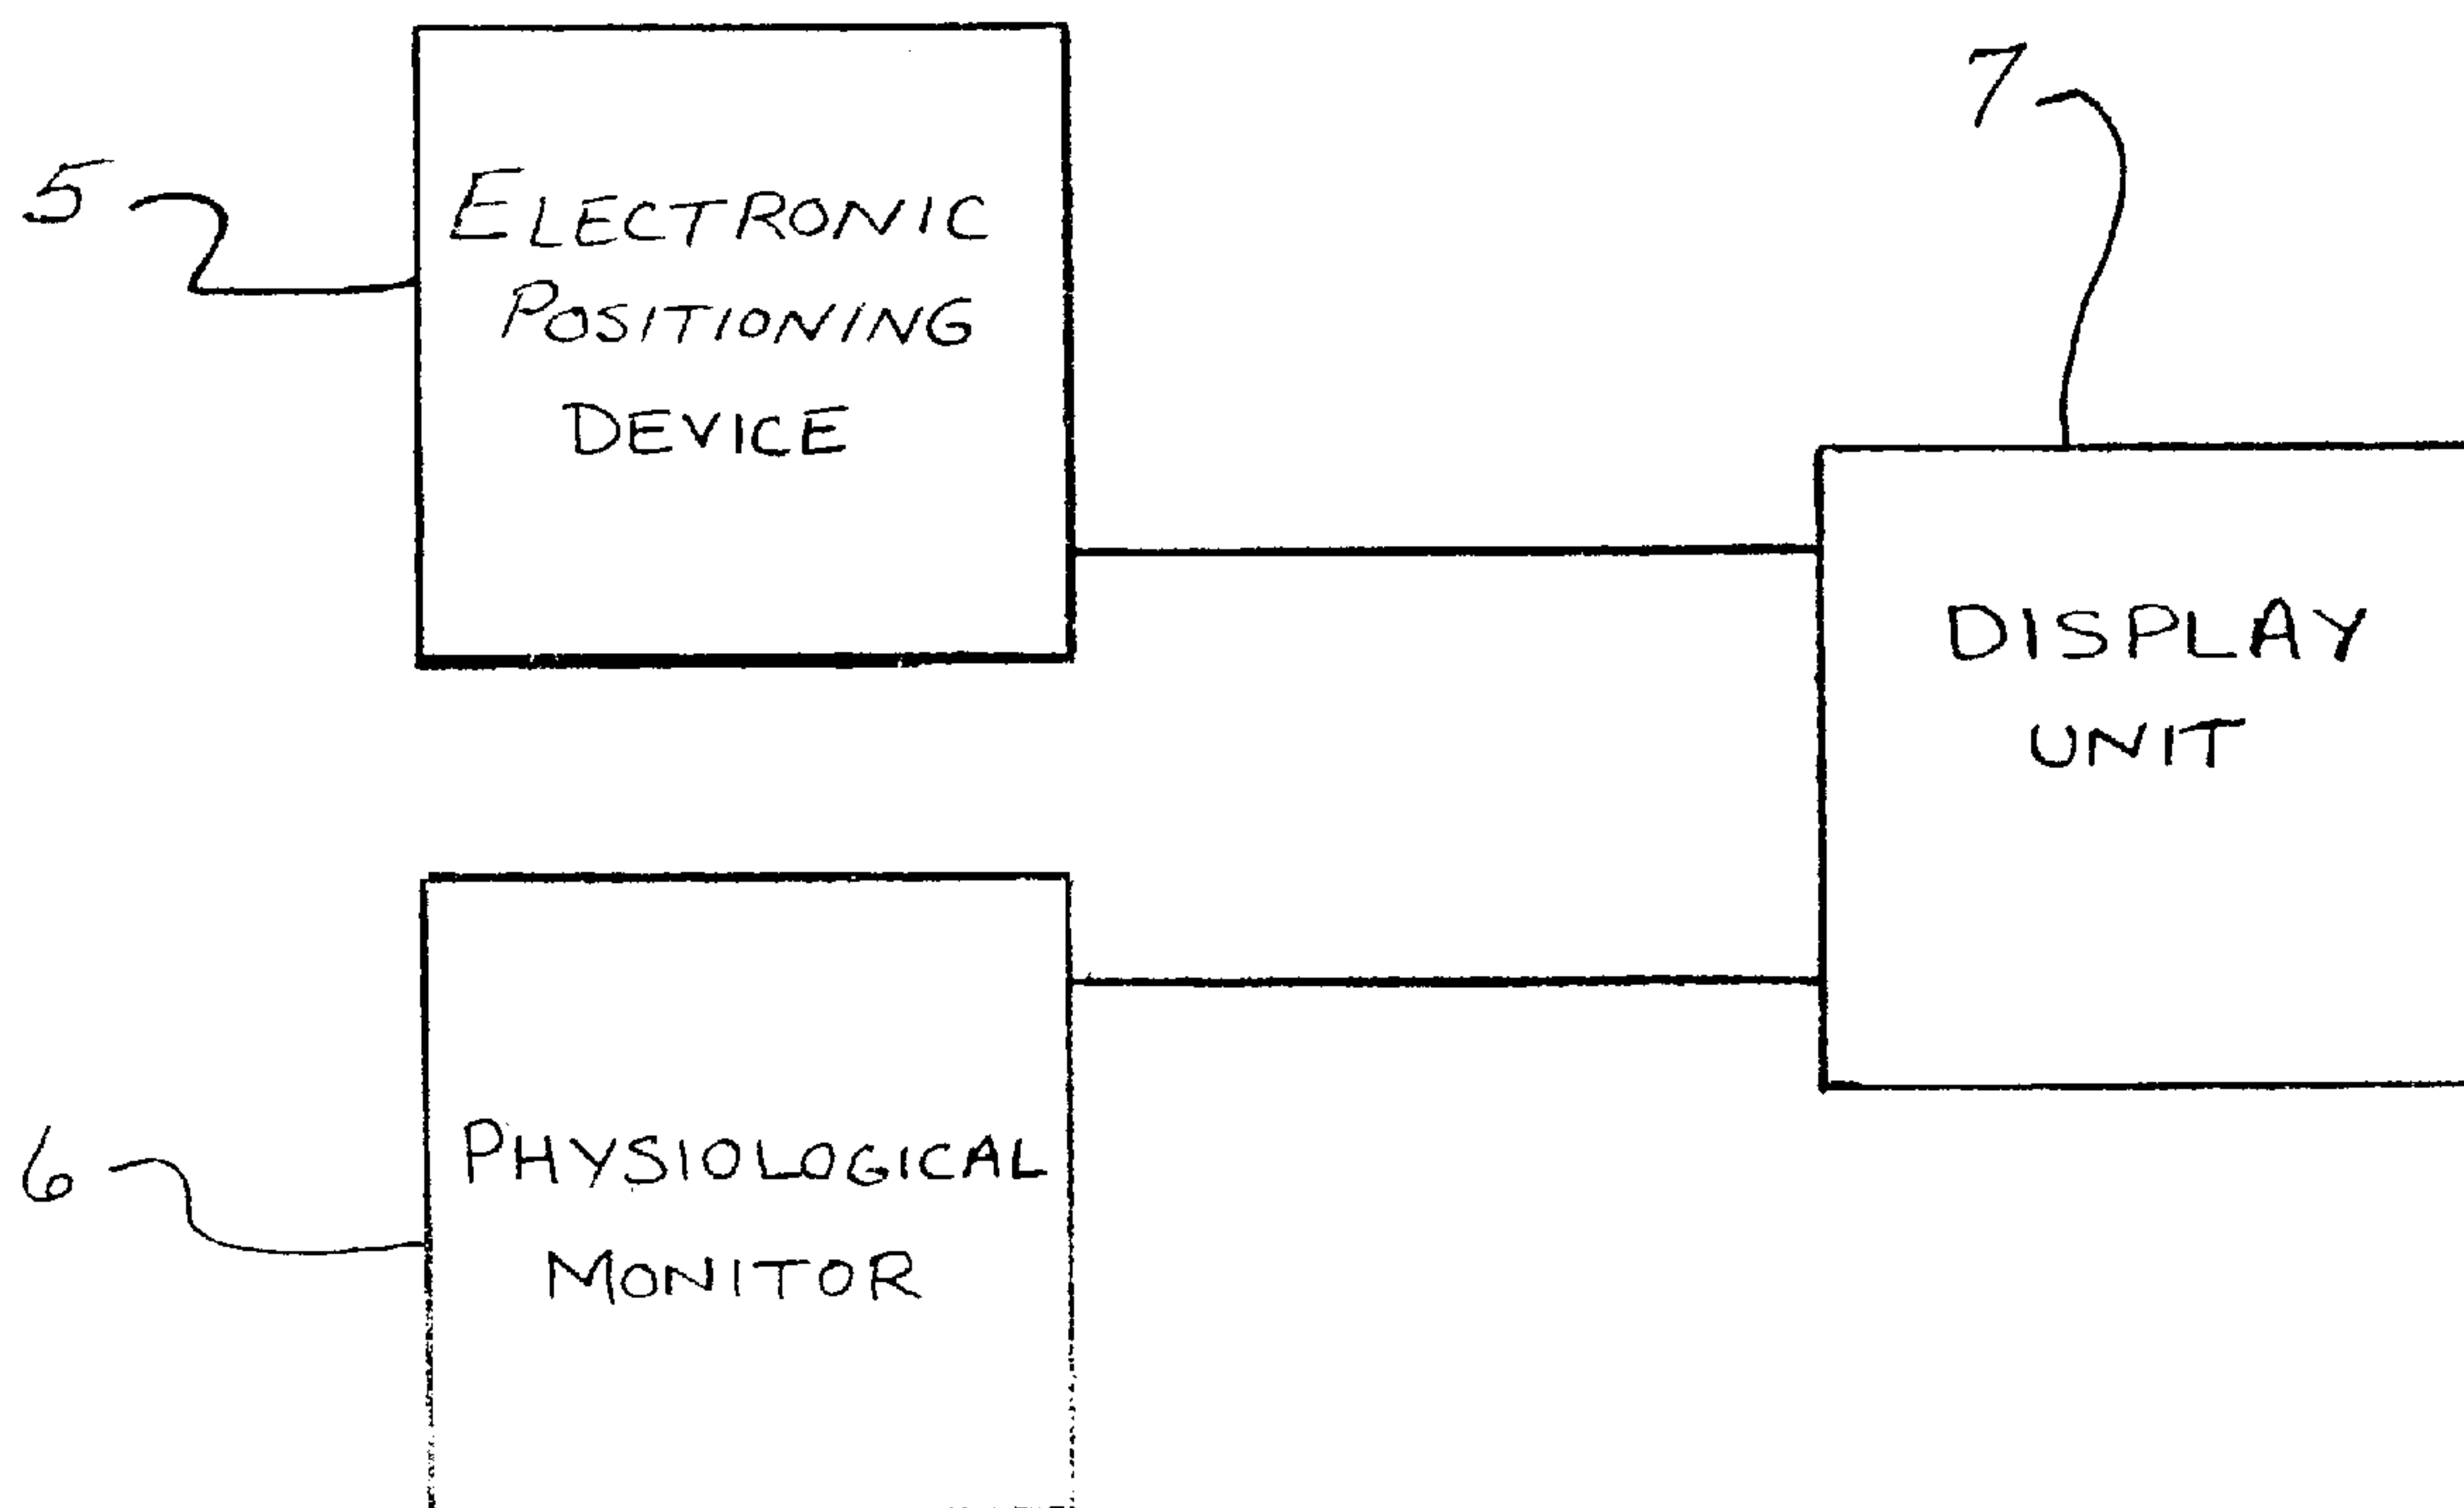 5
ELECTRONIC
POSITIONING
DEVICE
7
DISPLAY
UNIT
6
PHYSIOLOGICAL
MONITOR